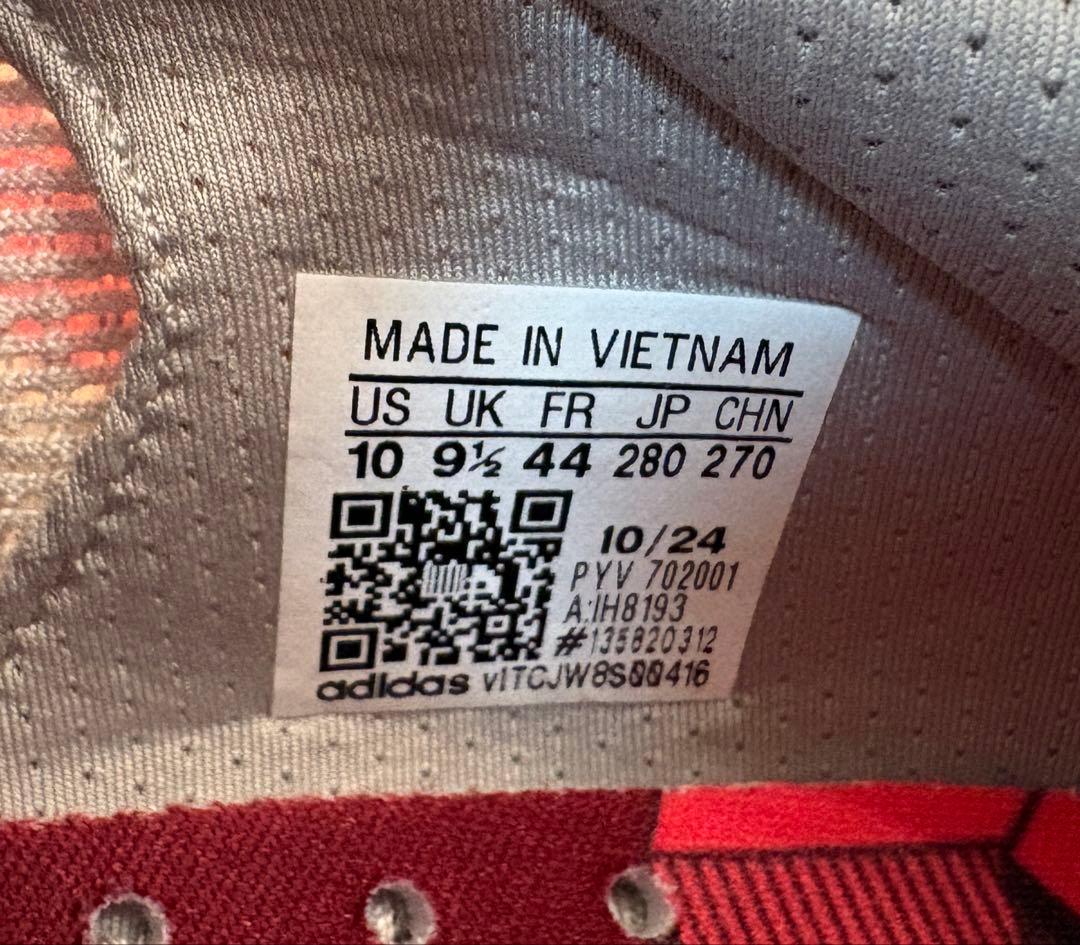 MADE IN VIETNAM
US UK FR JP CHN
10 9½ 44 280 270
10/24
PYV 702001
A:IH8193
#135820312
adidas vITCJW8S00416